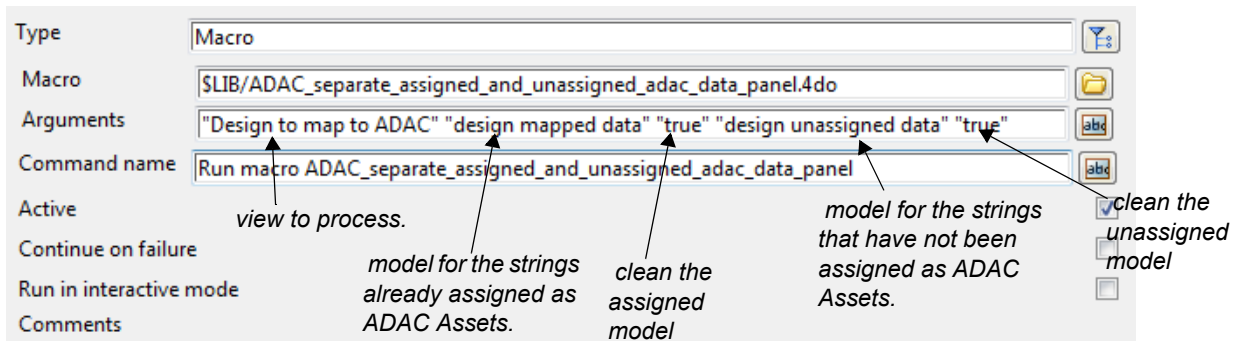 Type
Macro
Macro
$LIB/ADAC_separate_assigned_and_unassigned_adac_data_panel.4do
Arguments
"Design to map to ADAC" "design mapped data" "true" "design unassigned data" "true"
abc
Command name
Run macro ADAC_separate_assigned_and_unassigned_adac_data_panel
abc
Active
Continue on failure
Run in interactive mode
Comments
view to process.
model for the strings
already assigned as
ADAC Assets.
clean the
assigned
model
model for the strings
that have not been
assigned as ADAC
Assets.
clean the
unassigned
model